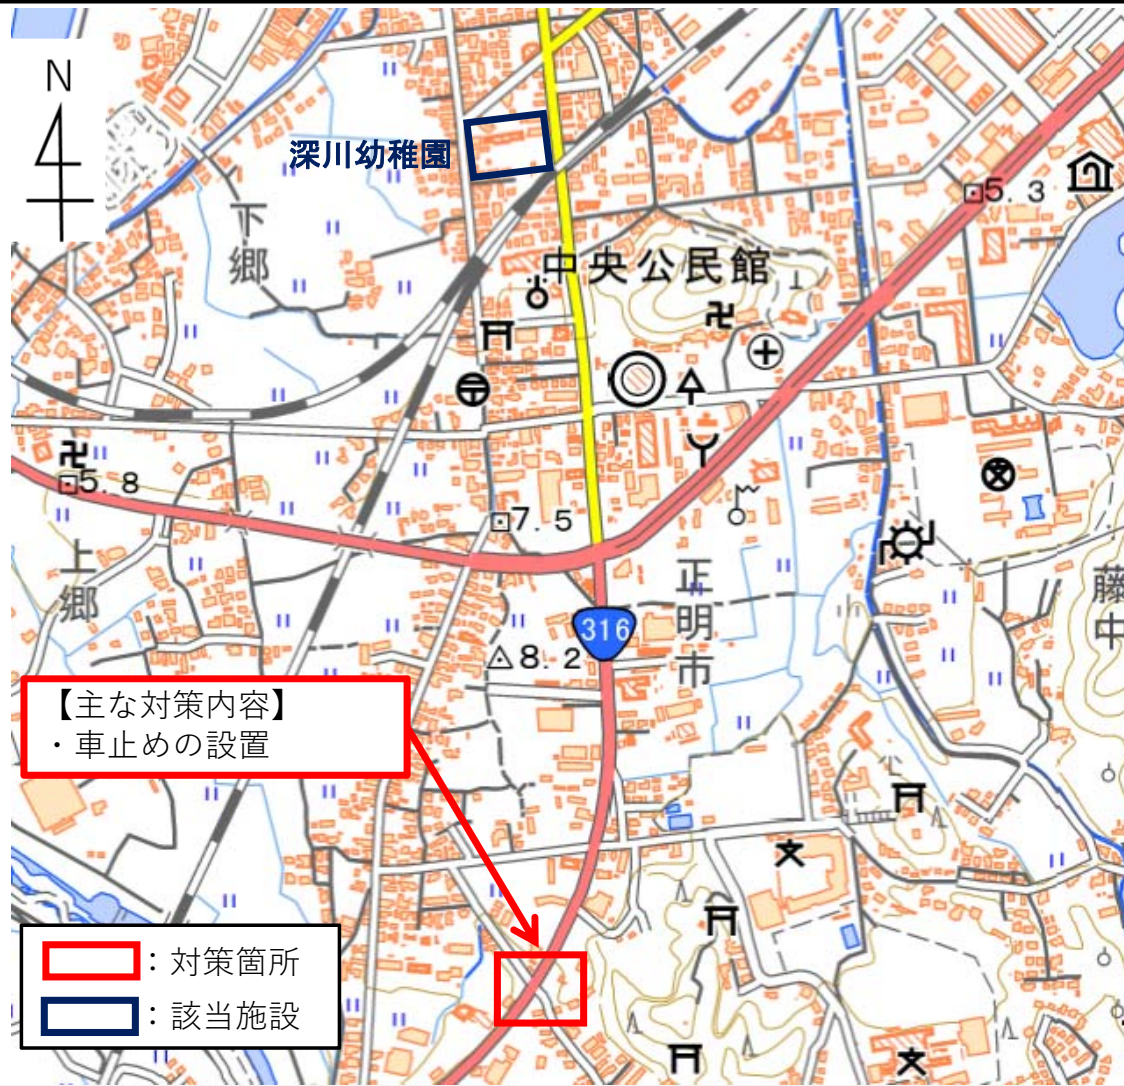 N
深川幼稚園
下郷
中央公民館
5.3
5.8
7.5
上郷
正明市
藤中
316
8.2
【主な対策内容】
・車止めの設置
：対策箇所
：該当施設